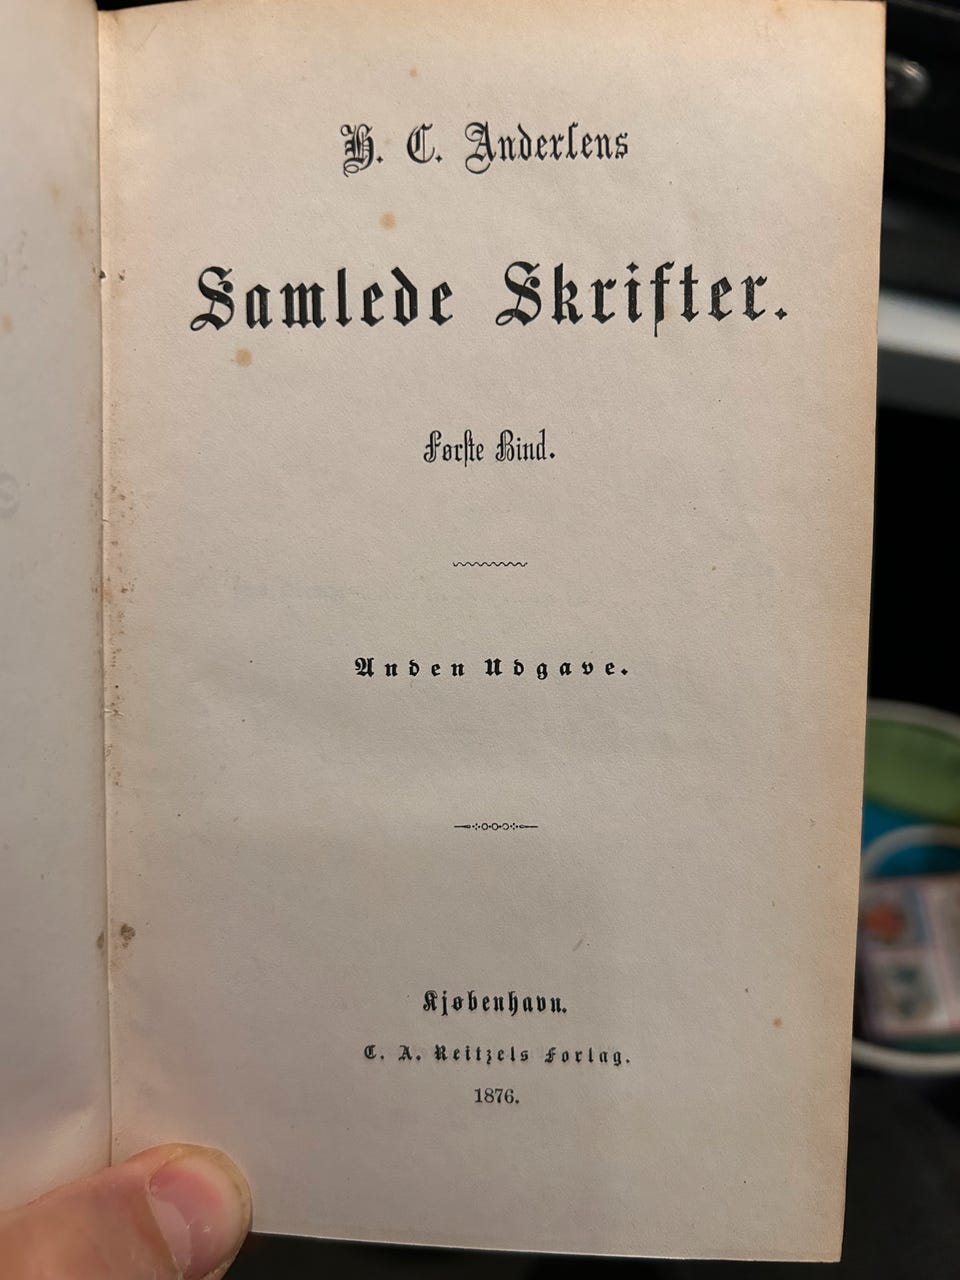 H. C. Anderſens
Samlede Skrifter.
Førſte Bind.
Anden Udgave.
Kjøbenhavn.
C. A. Reitzels Forlag.
1876.